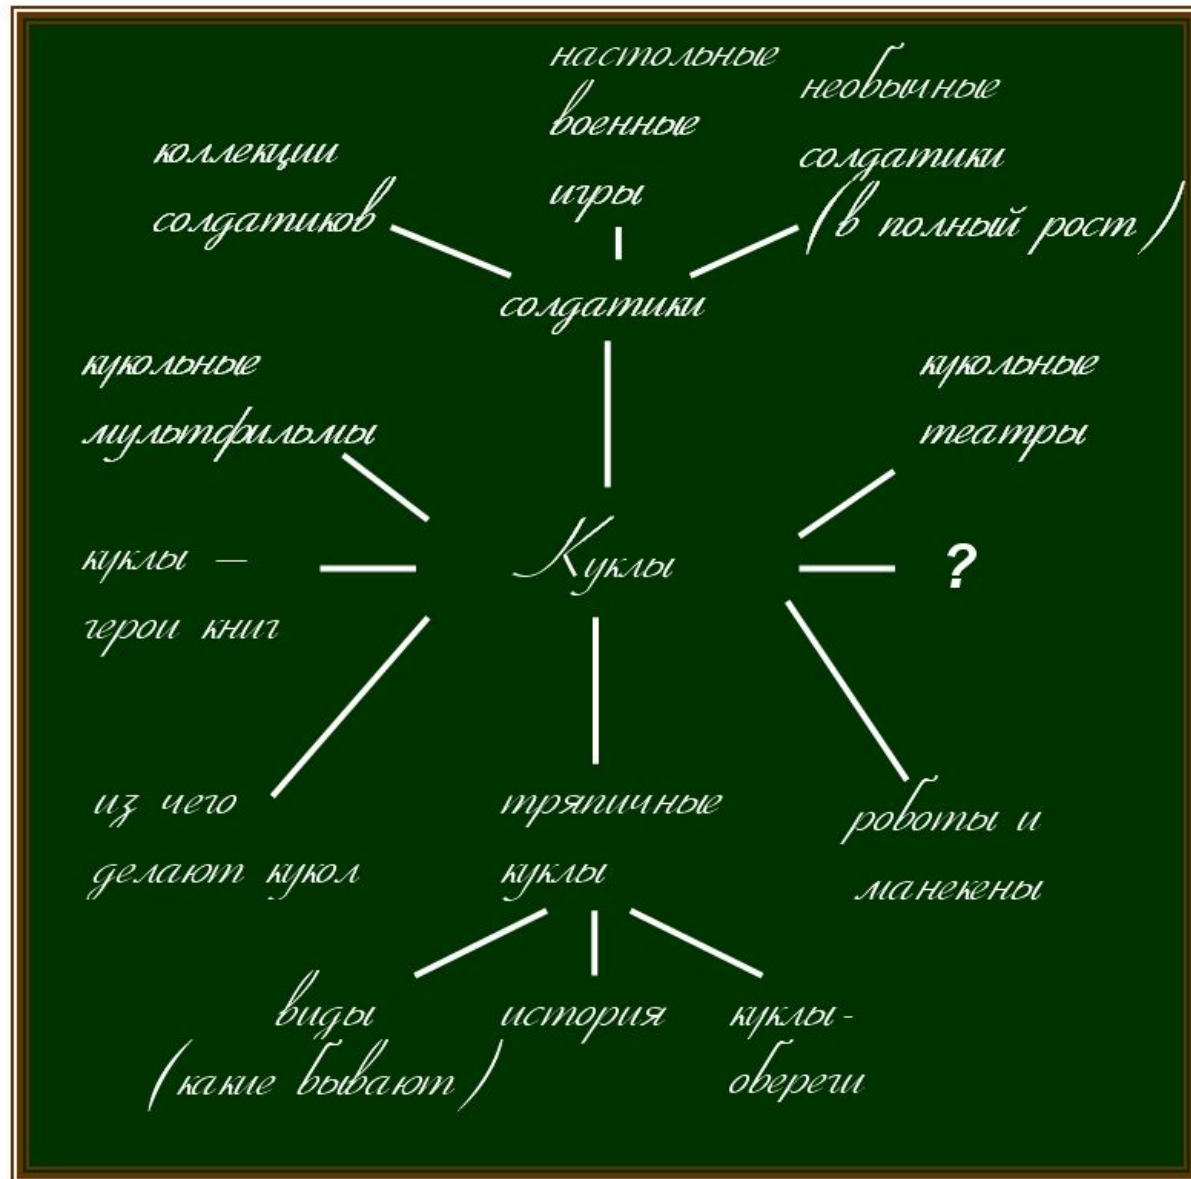 коллекции
солдатиков
настольные
военные
игры
необычные
солдатики
(в полный рост)
солдатики
кукольные
мультфильмы
кукольные
театры
куклы —
герои книг
Куклы
?
из чего
делают кукол
тряпичные
куклы
роботы и
манекены
виды
(какие бывают)
история
куклы-
обереги